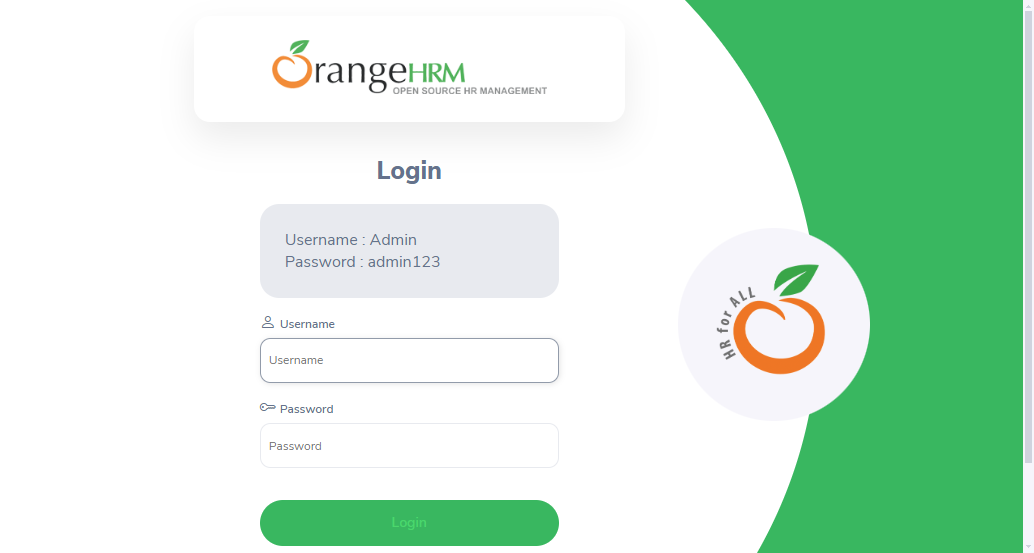 OrangeHRM
OPEN SOURCE HR MANAGEMENT
Login
Username : Admin
Password : admin123
Username
Username
Password
Password
Login
HR for ALL